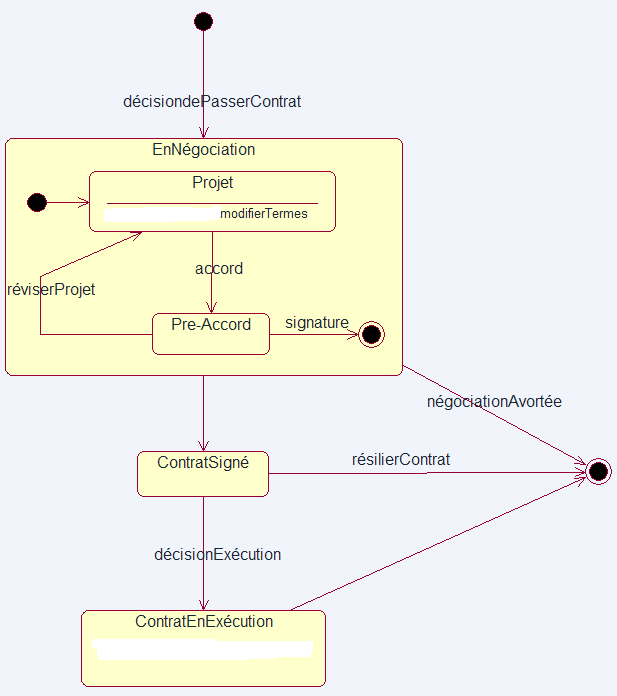 décisiondePasserContrat
EnNégociation
Projet
modifierTermes
accord
réviserProjet
Pre-Accord
signature
négociationAvortée
ContratSigné
résilierContrat
décisionExécution
ContratEnExécution